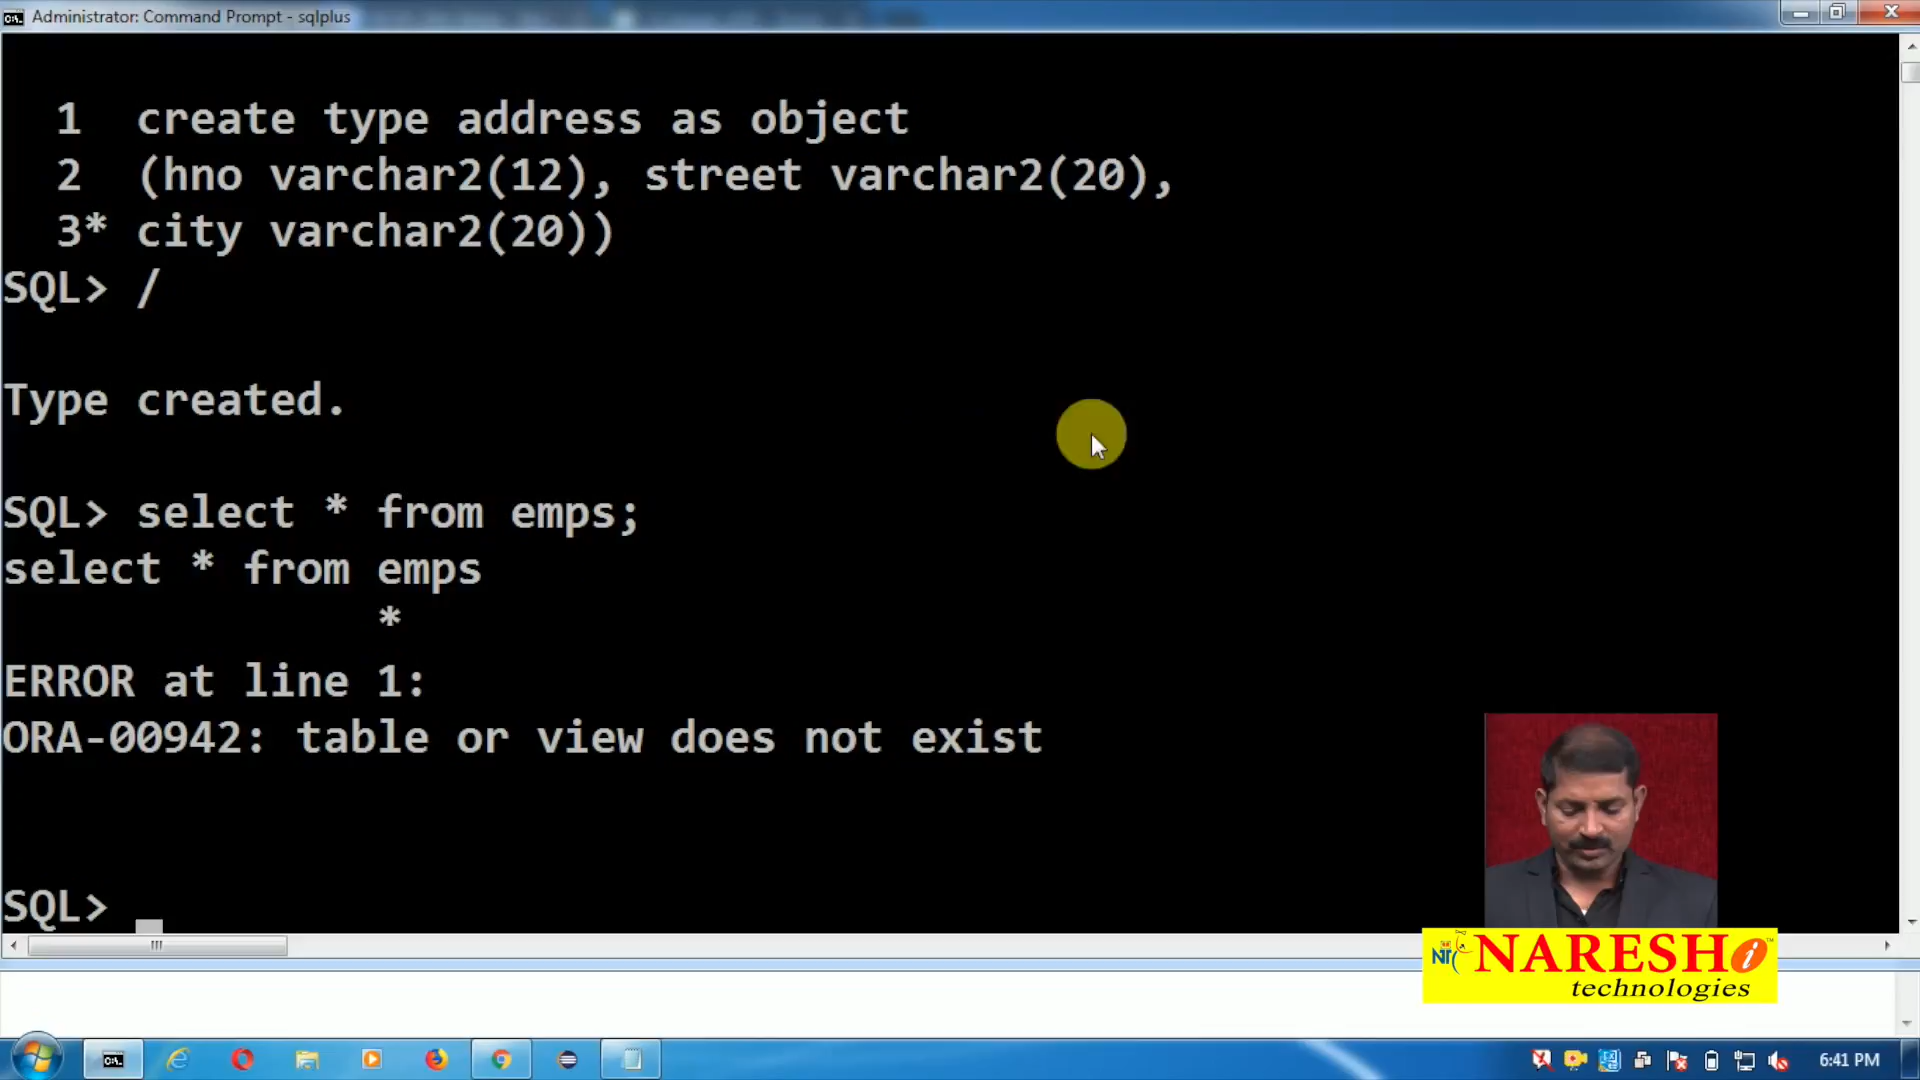 Administrator: Command Prompt - sqlplus
1 create type address as object
2 (hno varchar2(12), street varchar2(20),
3* city varchar2(20))
SQL> /
Type created.
SQL> select * from emps;
select * from emps
*
ERROR at line 1:
ORA-00942: table or view does not exist
SQL>
NT NARESH i ™
technologies
6:41 PM